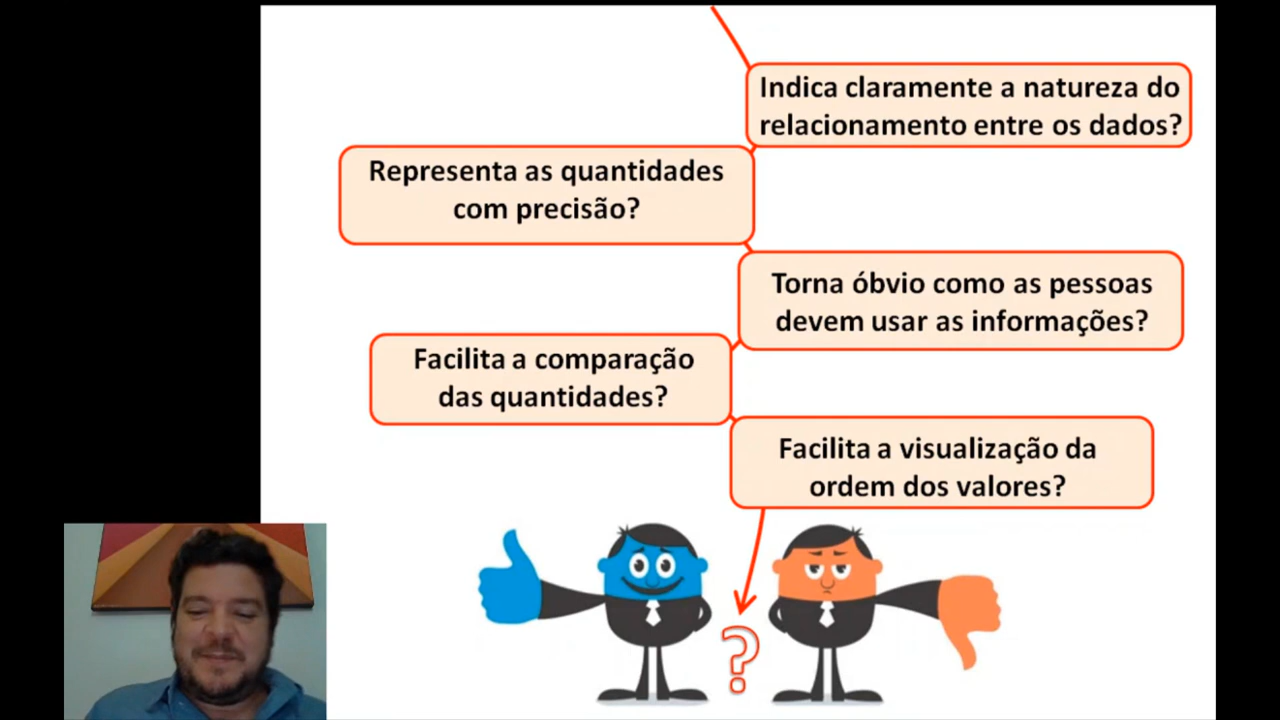 Indica claramente a natureza do
relacionamento entre os dados?
Representa as quantidades
com precisão?
Torna óbvio como as pessoas
devem usar as informações?
Facilita a comparação
das quantidades?
Facilita a visualização da
ordem dos valores?
?